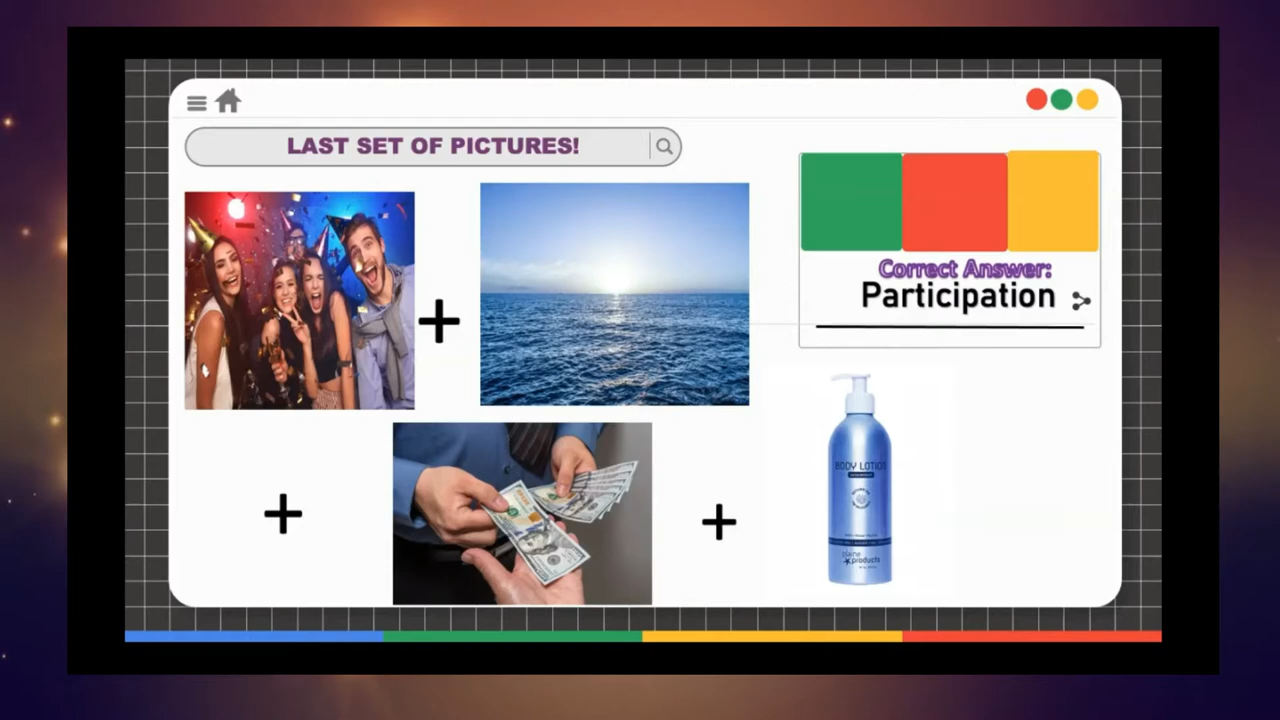 LAST SET OF PICTURES!
Correct Answer:
Participation
BODY LOTION
plaine
products